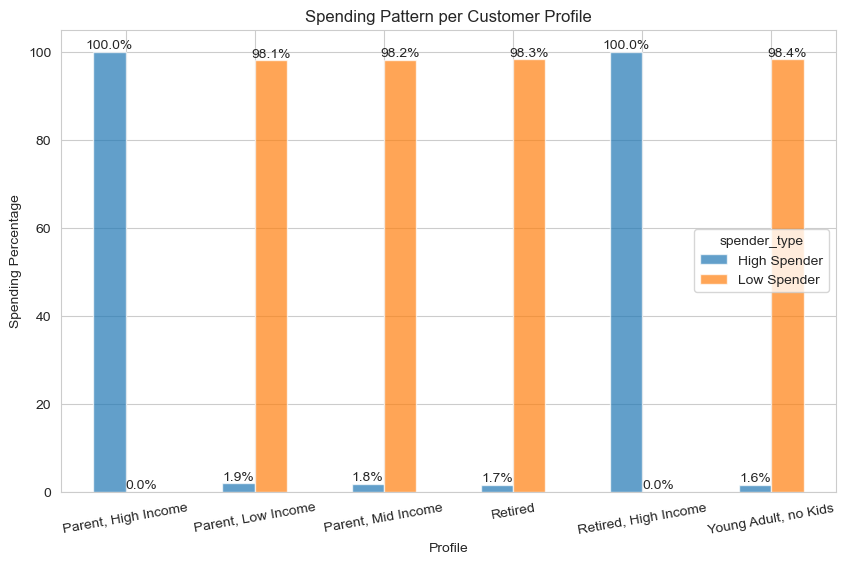 Spending Pattern per Customer Profile
Spending Percentage
100
80
60
40
20
0
100.0%
0.0%
1.9%
98.1%
1.8%
98.2%
1.7%
98.3%
100.0%
0.0%
1.6%
98.4%
spender_type
High Spender
Low Spender
Parent, High Income
Parent, Low Income
Parent, Mid Income
Retired
Retired, High Income
Young Adult, no Kids
Profile